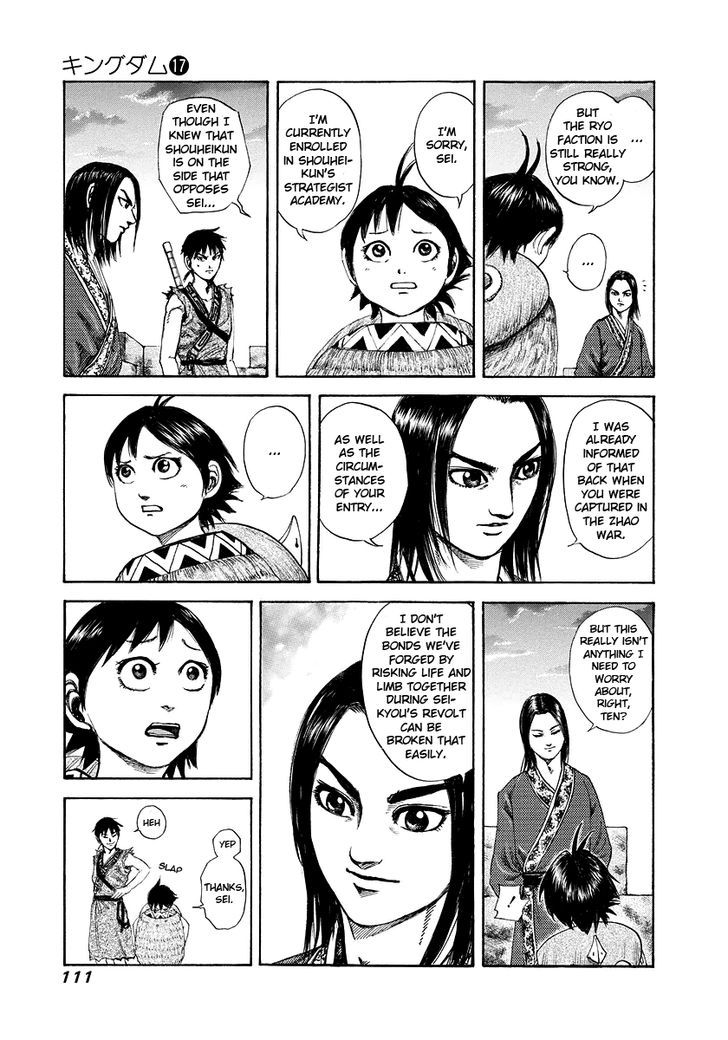 キングダム17
BUT
THE RYO
FACTION IS
STILL REALLY
STRONG,
YOU KNOW.
...
...
I'M
SORRY,
SEI.
I'M
CURRENTLY
ENROLLED
IN SHOUHEI-
KUN'S
STRATEGIST
ACADEMY.
EVEN
THOUGH I
KNEW THAT
SHOUHEIKUN
IS ON THE
SIDE THAT
OPPOSES
SEI...
I WAS
ALREADY
INFORMED
OF THAT
BACK WHEN
YOU WERE
CAPTURED
IN THE ZHAO
WAR.
AS WELL
AS THE
CIRCUM-
STANCES
OF YOUR
ENTRY...
...
BUT THIS
REALLY ISN'T
ANYTHING I
NEED TO
WORRY
ABOUT,
RIGHT,
TEN?
!
I DON'T
BELIEVE THE
BONDS WE'VE
FORGED BY
RISKING LIFE AND
LIMB TOGETHER
DURING SEI-
KYOU'S REVOLT
CAN BE
BROKEN THAT
EASILY.
YEP
THANKS,
SEI.
HEH
SLAP
111